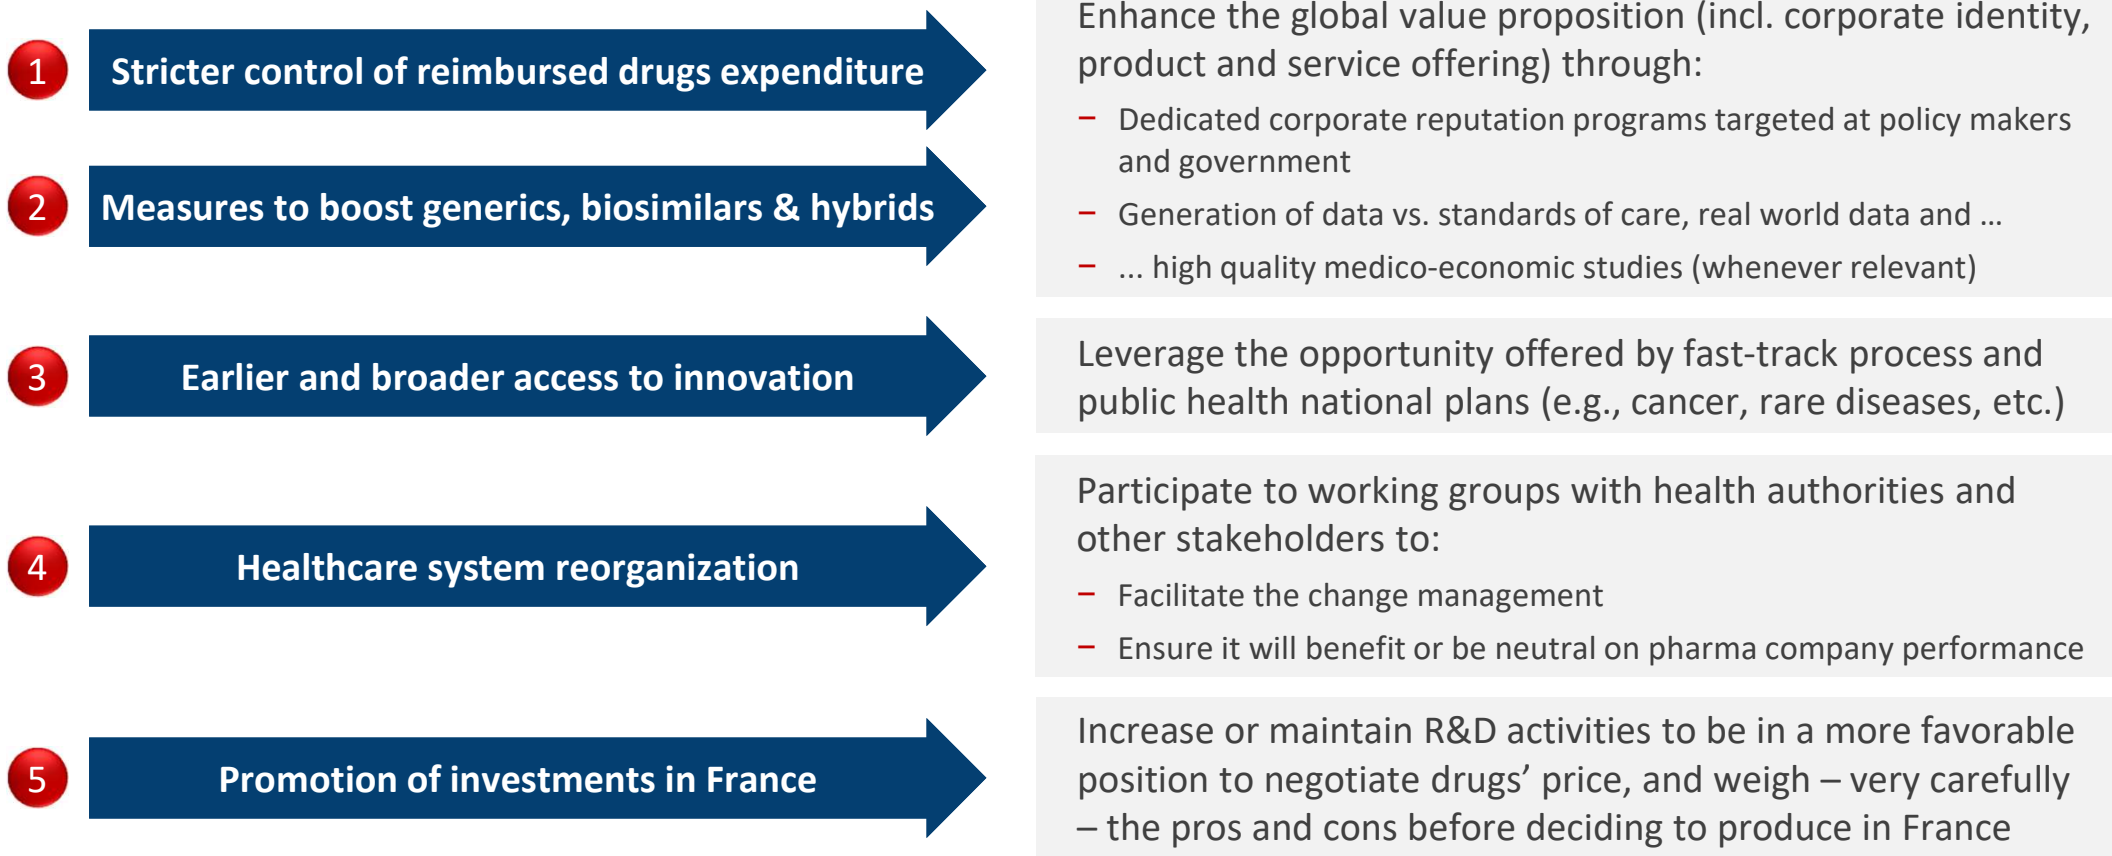 1
Stricter control of reimbursed drugs expenditure
2
Measures to boost generics, biosimilars & hybrids
Enhance the global value proposition (incl. corporate identity,
product and service offering) through:
– Dedicated corporate reputation programs targeted at policy makers
and government
– Generation of data vs. standards of care, real world data and …
– ... high quality medico-economic studies (whenever relevant)
3
Earlier and broader access to innovation
Leverage the opportunity offered by fast-track process and
public health national plans (e.g., cancer, rare diseases, etc.)
4
Healthcare system reorganization
Participate to working groups with health authorities and
other stakeholders to:
– Facilitate the change management
– Ensure it will benefit or be neutral on pharma company performance
5
Promotion of investments in France
Increase or maintain R&D activities to be in a more favorable
position to negotiate drugs’ price, and weigh – very carefully
– the pros and cons before deciding to produce in France